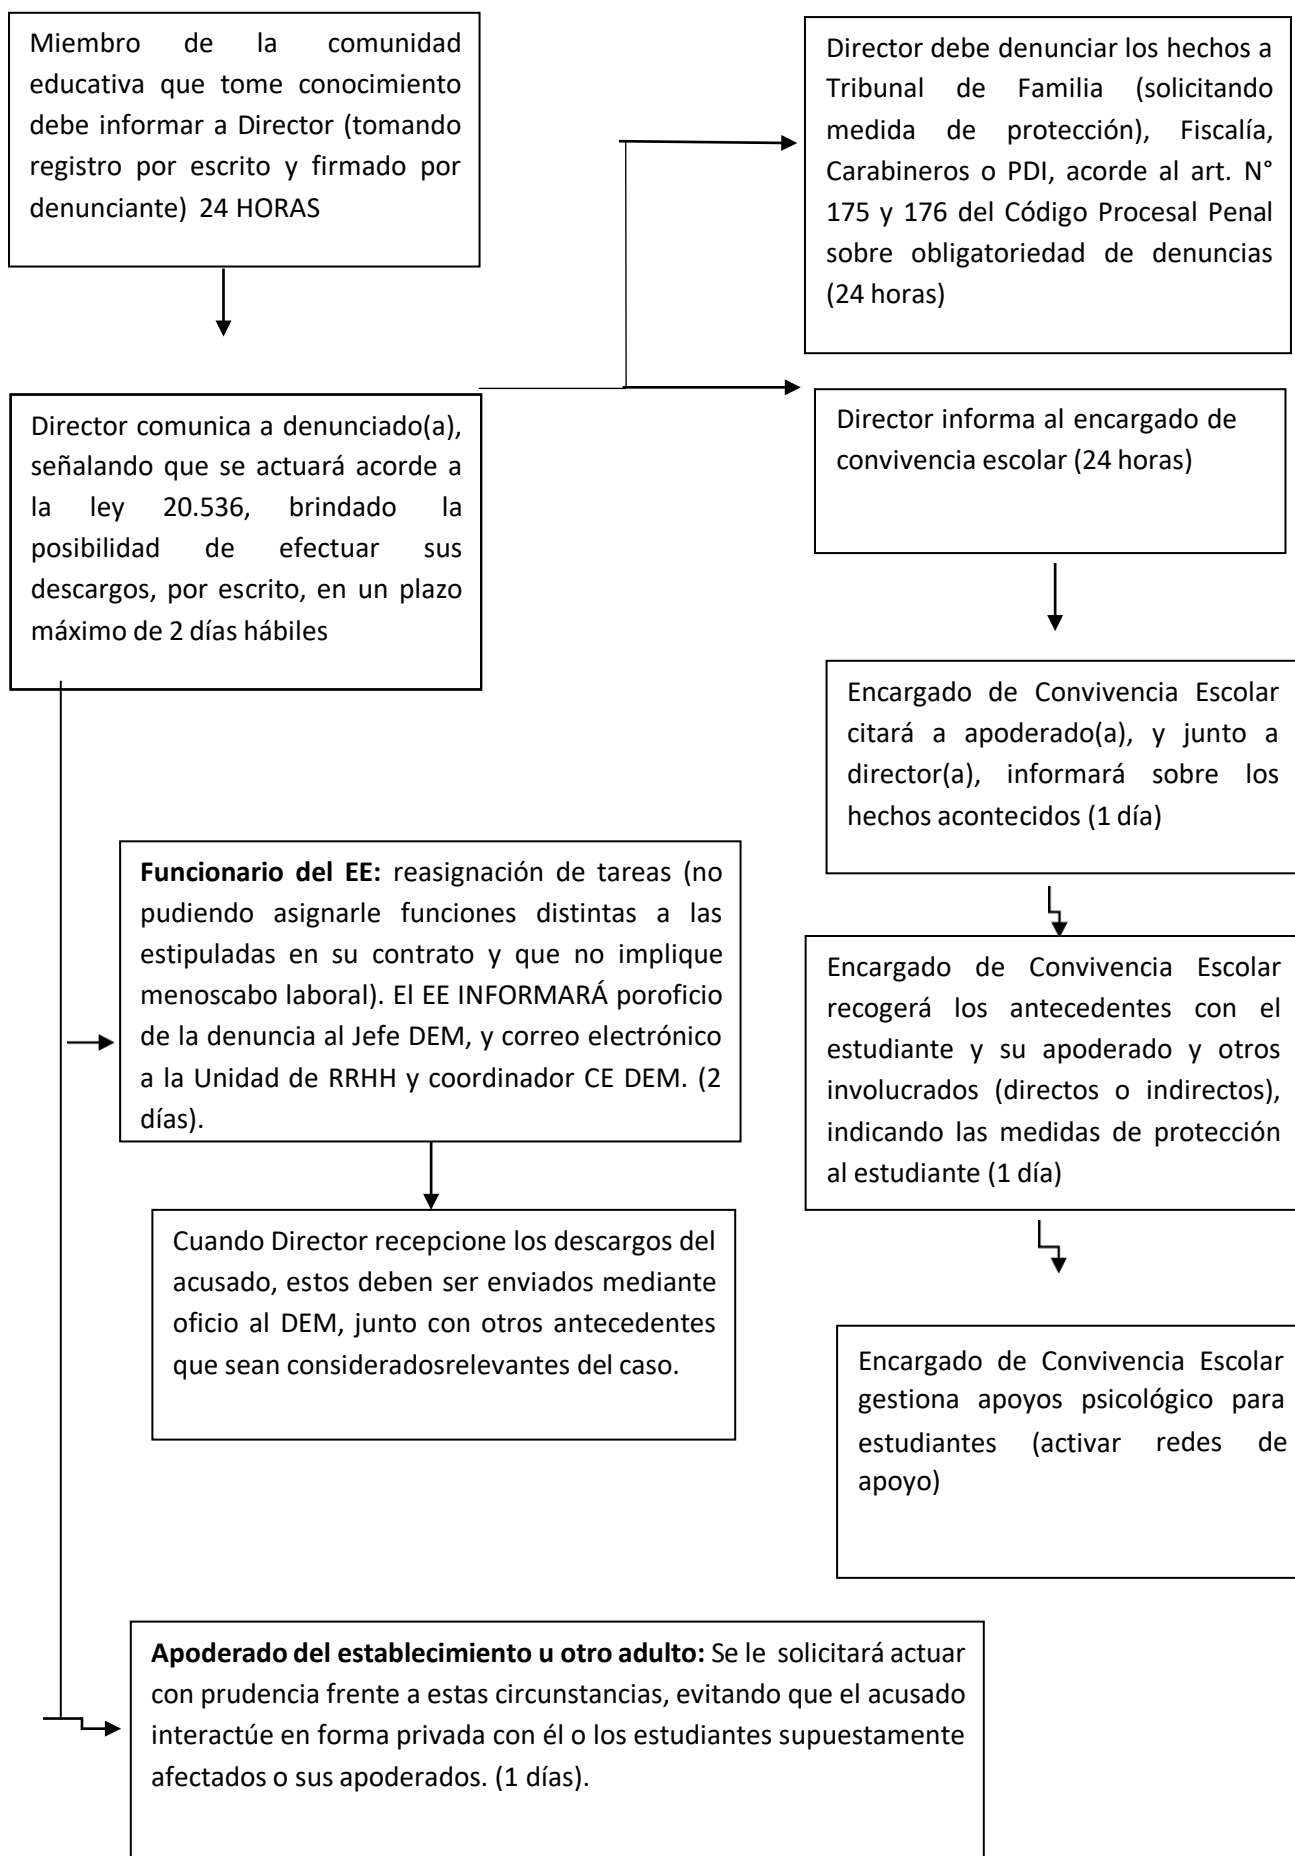 Miembro de la comunidad
educativa que tome conocimiento
debe informar a Director (tomando
registro por escrito y firmado por
denunciante) 24 HORAS
Director debe denunciar los hechos a
Tribunal de Familia (solicitando
medida de protección), Fiscalía,
Carabineros o PDI, acorde al art. N°
175 y 176 del Código Procesal Penal
sobre obligatoriedad de denuncias
(24 horas)
Director comunica a denunciado(a),
señalando que se actuará acorde a
la ley 20.536, brindado la
posibilidad de efectuar sus
descargos, por escrito, en un plazo
máximo de 2 días hábiles
Director informa al encargado de
convivencia escolar (24 horas)
Encargado de Convivencia Escolar
citará a apoderado(a), y junto a
director(a), informará sobre los
hechos acontecidos (1 día)
Funcionario del EE: reasignación de tareas (no
pudiendo asignarle funciones distintas a las
estipuladas en su contrato y que no implique
menoscabo laboral). El EE INFORMARÁ poroficio
de la denuncia al Jefe DEM, y correo electrónico
a la Unidad de RRHH y coordinador CE DEM. (2
días).
Encargado de Convivencia Escolar
recogerá los antecedentes con el
estudiante y su apoderado y otros
involucrados (directos o indirectos),
indicando las medidas de protección
al estudiante (1 día)
Cuando Director recepcione los descargos del
acusado, estos deben ser enviados mediante
oficio al DEM, junto con otros antecedentes
que sean consideradosrelevantes del caso.
Encargado de Convivencia Escolar
gestiona apoyos psicológico para
estudiantes (activar redes de
apoyo)
Apoderado del establecimiento u otro adulto: Se le solicitará actuar
con prudencia frente a estas circunstancias, evitando que el acusado
interactúe en forma privada con él o los estudiantes supuestamente
afectados o sus apoderados. (1 días).